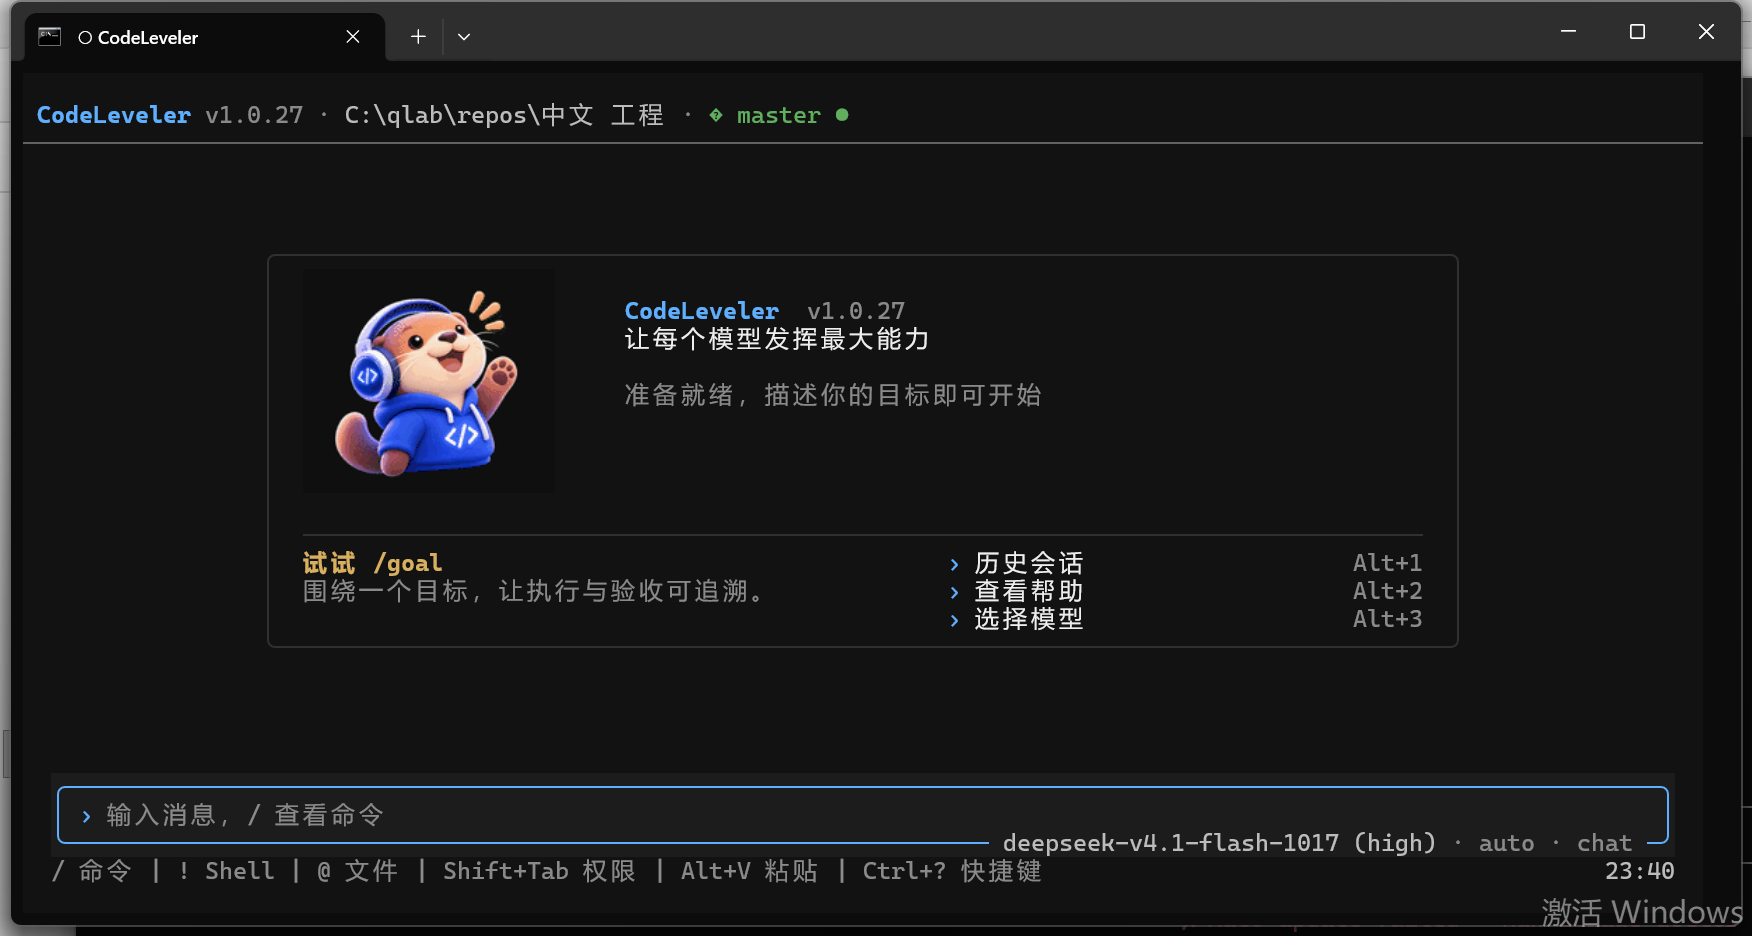 CodeLeveler
CodeLeveler v1.0.27 · C:\qlab\repos\中文 工程 · � master ●
</>
</>
CodeLeveler v1.0.27
让每个模型发挥最大能力
准备就绪，描述你的目标即可开始
试试 /goal
围绕一个目标，让执行与验收可追溯。
› 历史会话 Alt+1
› 查看帮助 Alt+2
› 选择模型 Alt+3
› 输入消息，/ 查看命令
deepseek-v4.1-flash-1017 (high) · auto · chat
/ 命令 | ! Shell | @ 文件 | Shift+Tab 权限 | Alt+V 粘贴 | Ctrl+? 快捷键 23:40
激活 Windows